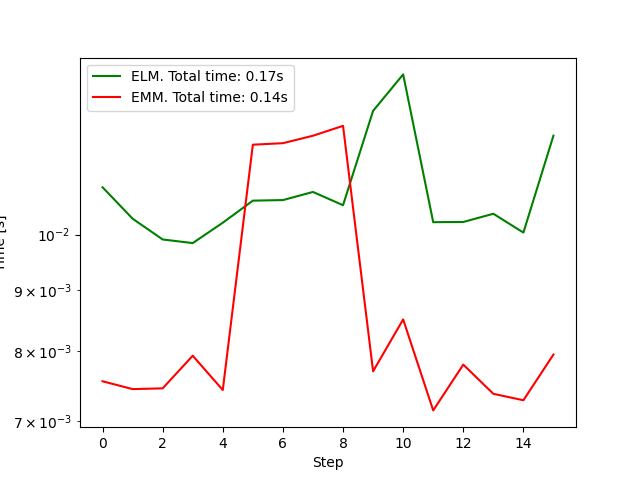 ELM. Total time: 0.17s
EMM. Total time: 0.14s
Time [s]
10⁻²
9 × 10⁻³
8 × 10⁻³
7 × 10⁻³
0 2 4 6 8 10 12 14
Step